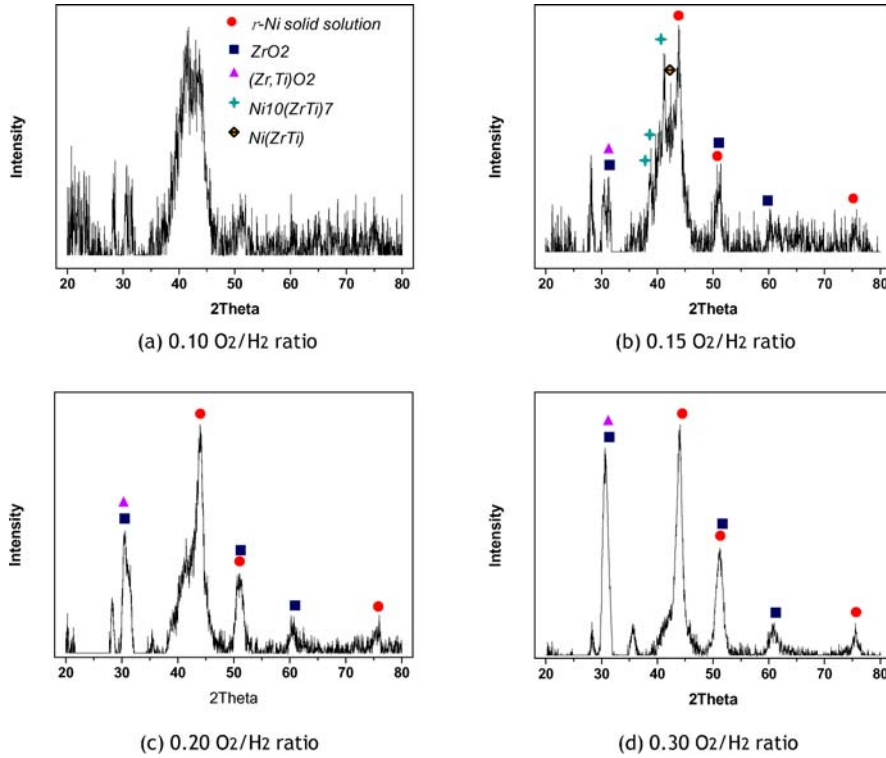 r-Ni solid solution
ZrO2
(Zr,Ti)O2
Ni10(ZrTi)7
Ni(ZrTi)
Intensity
20 30 40 50 60 70 80
2Theta
(a) 0.10 O2/H2 ratio
Intensity
20 30 40 50 60 70 80
2Theta
(b) 0.15 O2/H2 ratio
Intensity
20 30 40 50 60 70 80
2Theta
(c) 0.20 O2/H2 ratio
Intensity
20 30 40 50 60 70 80
2Theta
(d) 0.30 O2/H2 ratio